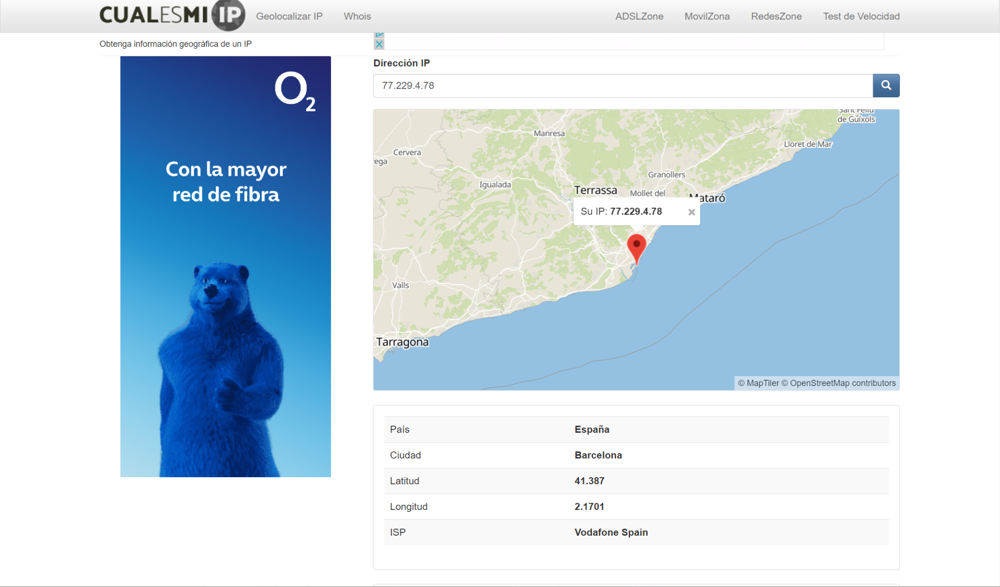 CUALESMI IP
Geolocalizar IP
Whois
ADSLZone
MovilZona
RedesZone
Test de Velocidad
Obtenga información geográfica de un IP
O2
Con la mayor
red de fibra
Dirección IP
77.229.4.78
Sant Feliu
de Guíxols
Manresa
Lloret de Mar
Cervera
rega
Granollers
Igualada
Terrassa
Mollet del
Mataró
Su IP: 77.229.4.78
Valls
Tarragona
© MapTiler © OpenStreetMap contributors
País España
Ciudad Barcelona
Latitud 41.387
Longitud 2.1701
ISP Vodafone Spain